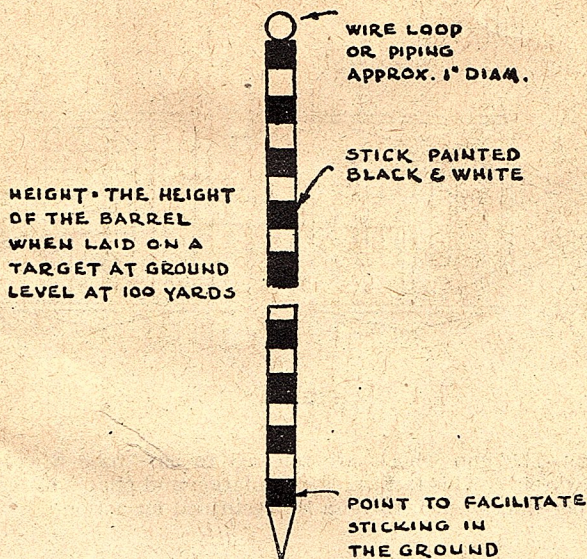 WIRE LOOP
OR PIPING
APPROX. 1" DIAM.
STICK PAINTED
BLACK & WHITE
HEIGHT = THE HEIGHT
OF THE BARREL
WHEN LAID ON A
TARGET AT GROUND
LEVEL AT 100 YARDS
POINT TO FACILITATE
STICKING IN
THE GROUND